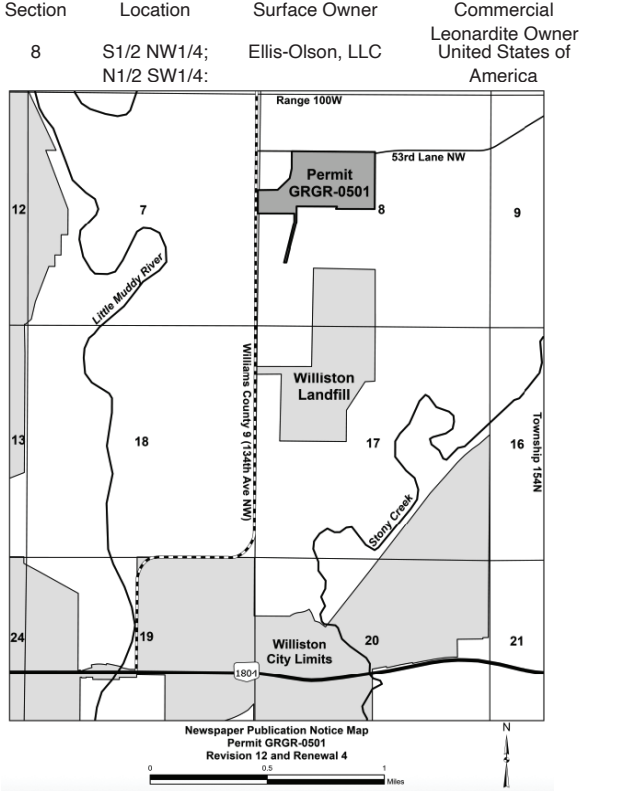 Section Location Surface Owner Commercial
Leonardite Owner
8 S1/2 NW1/4; Ellis-Olson, LLC United States of
N1/2 SW1/4: America
Range 100W
53rd Lane NW
Permit
GRGR-0501
12
7
8
9
Little Muddy River
Williams County 9 (134th Ave NW)
Williston
Landfill
13
18
17
16
Township 154N
Stony Creek
24
19
Williston
City Limits
20
21
1804
Newspaper Publication Notice Map
Permit GRGR-0501
Revision 12 and Renewal 4
N
0 0.5 1
Miles